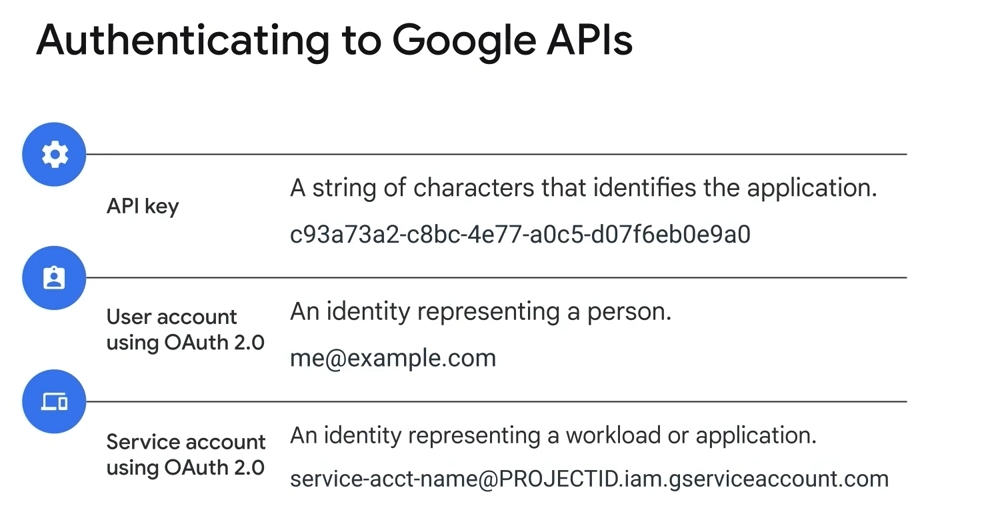 Authenticating to Google APIs
API key
A string of characters that identifies the application.
c93a73a2-c8bc-4e77-a0c5-d07f6eb0e9a0
User account
using OAuth 2.0
An identity representing a person.
me@example.com
Service account
using OAuth 2.0
An identity representing a workload or application.
service-acct-name@PROJECTID.iam.gserviceaccount.com